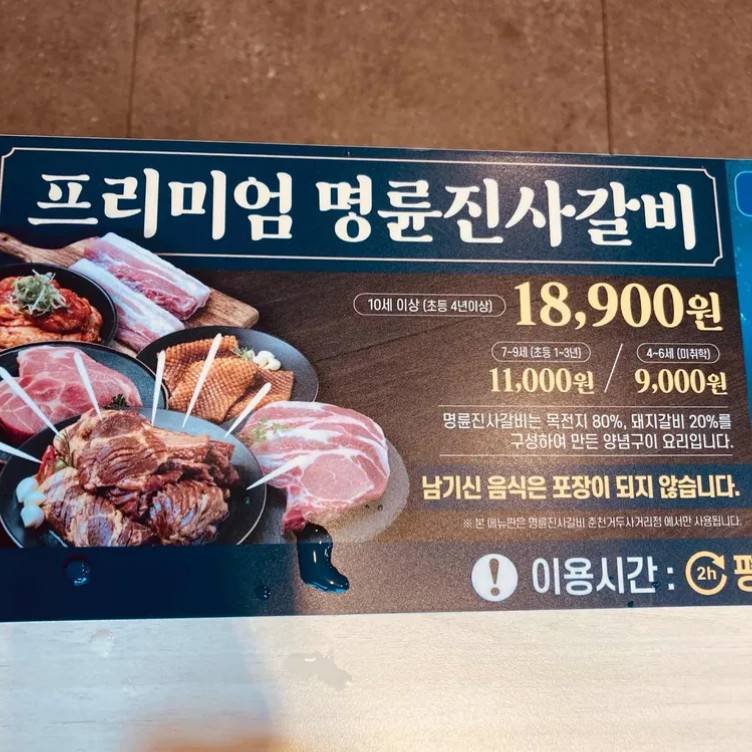 프리미엄 명륜진사갈비
10세 이상 (초등 4년이상) 18,900원
7~9세 (초등 1-3년) 4~6세 (미취학)
11,000원 / 9,000원
명륜진사갈비는 목전지 80%, 돼지갈비 20%를
구성하여 만든 양념구이 요리입니다.
남기신 음식은 포장이 되지 않습니다.
※ 본 메뉴판은 명륜진사갈비 춘천거두사거리점 에서만 사용됩니다.
! 이용시간 : 2h 평